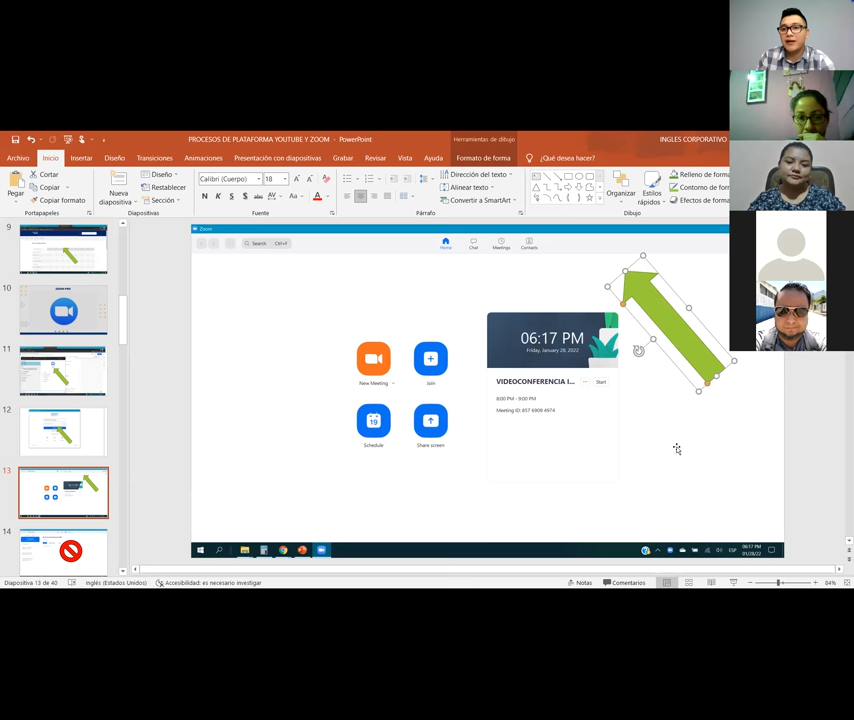 PROCESOS DE PLATAFORMA YOUTUBE Y ZOOM - PowerPoint
Herramientas de dibujo
INGLES CORPORATIVO
Archivo Inicio Insertar Diseño Transiciones Animaciones Presentación con diapositivas Grabar Revisar Vista Ayuda Formato de forma ¿Qué desea hacer?
Pegar
Cortar
Copiar
Copiar formato
Portapapeles
Nueva diapositiva
Diseño
Restablecer
Sección
Diapositivas
Calibri (Cuerpo) 18
N K S S ab AV Aa A
Fuente
Dirección del texto
Alinear texto
Convertir a SmartArt
Párrafo
Organizar
Estilos rápidos
Relleno de forma
Contorno de forma
Efectos de forma
Dibujo
9
10
11
12
13
14
Zoom
Search Ctrl+F
Home
Chat
Meetings
Contacts
New Meeting
Join
19
Schedule
Share screen
06:17 PM
Friday, January 28, 2022
VIDEOCONFERENCIA I... Start
8:00 PM - 9:00 PM
Meeting ID: 857 6909 4974
ESP
06:17 PM
01/28/22
Diapositiva 13 de 40 Inglés (Estados Unidos) Accesibilidad: es necesario investigar
Notas Comentarios 84%